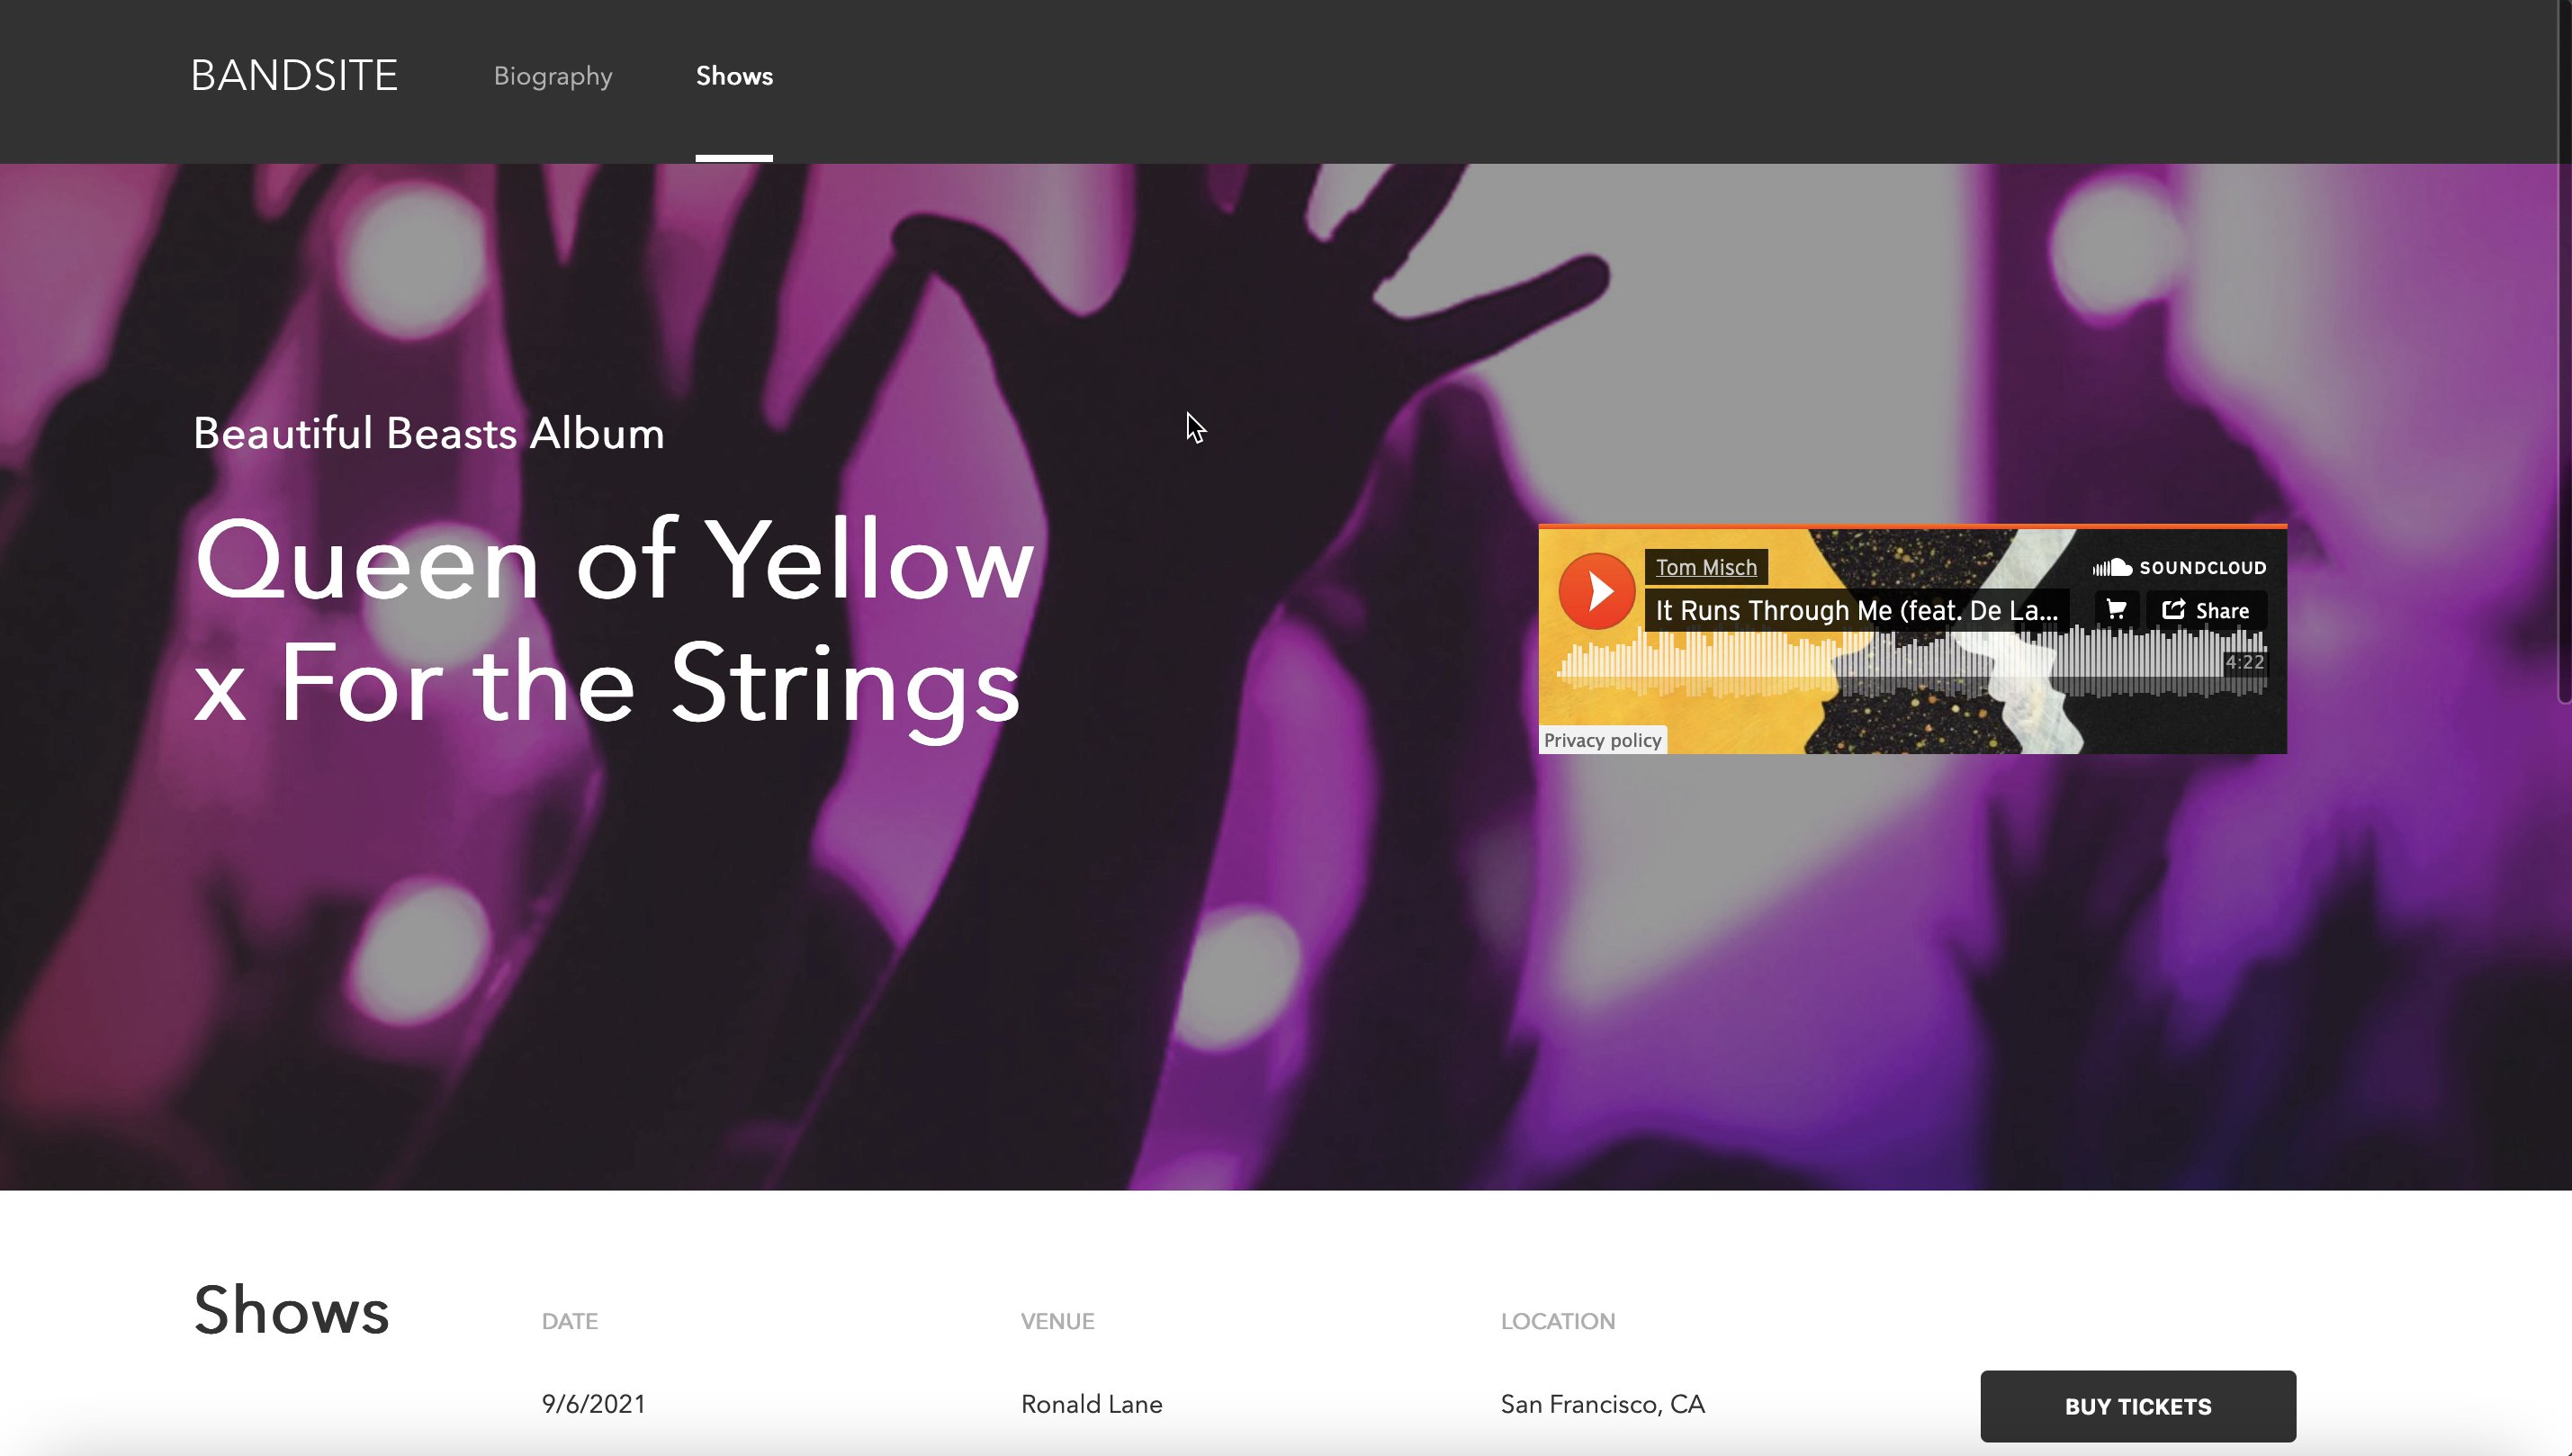 BANDSITE Biography Shows
Beautiful Beasts Album
Queen of Yellow
x For the Strings
Tom Misch
SOUNDCLOUD
It Runs Through Me (feat. De La...
Share
4:22
Privacy policy
Shows
DATE VENUE LOCATION
9/6/2021 Ronald Lane San Francisco, CA BUY TICKETS